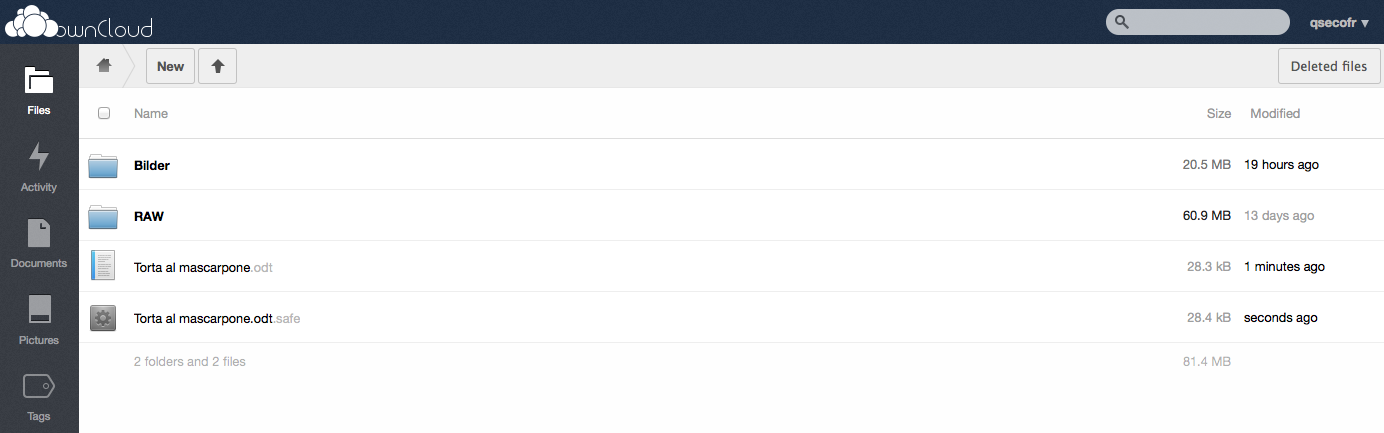 ownCloud
qsecofr ▼
New
Deleted files
Name Size Modified
Bilder 20.5 MB 19 hours ago
RAW 60.9 MB 13 days ago
Torta al mascarpone.odt 28.3 kB 1 minutes ago
Torta al mascarpone.odt.safe 28.4 kB seconds ago
2 folders and 2 files 81.4 MB
Files
Activity
Documents
Pictures
Tags